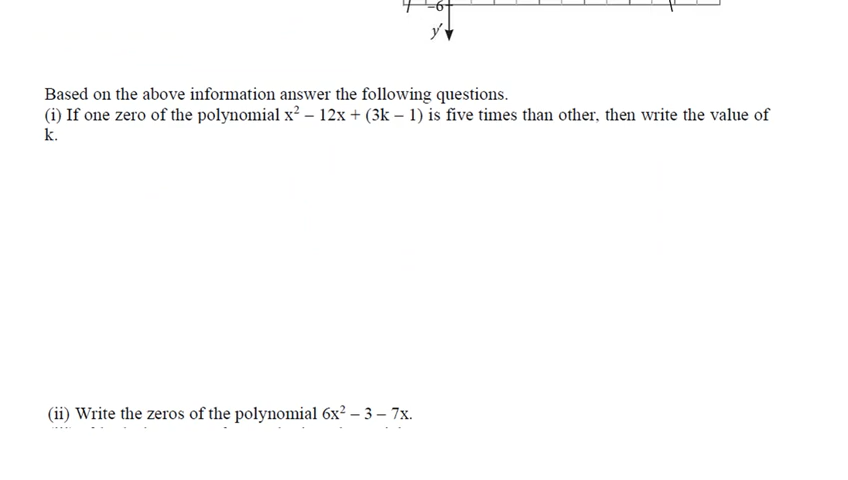 -6
y'
Based on the above information answer the following questions.
(i) If one zero of the polynomial x² – 12x + (3k – 1) is five times than other, then write the value of
k.
(ii) Write the zeros of the polynomial 6x² – 3 – 7x.